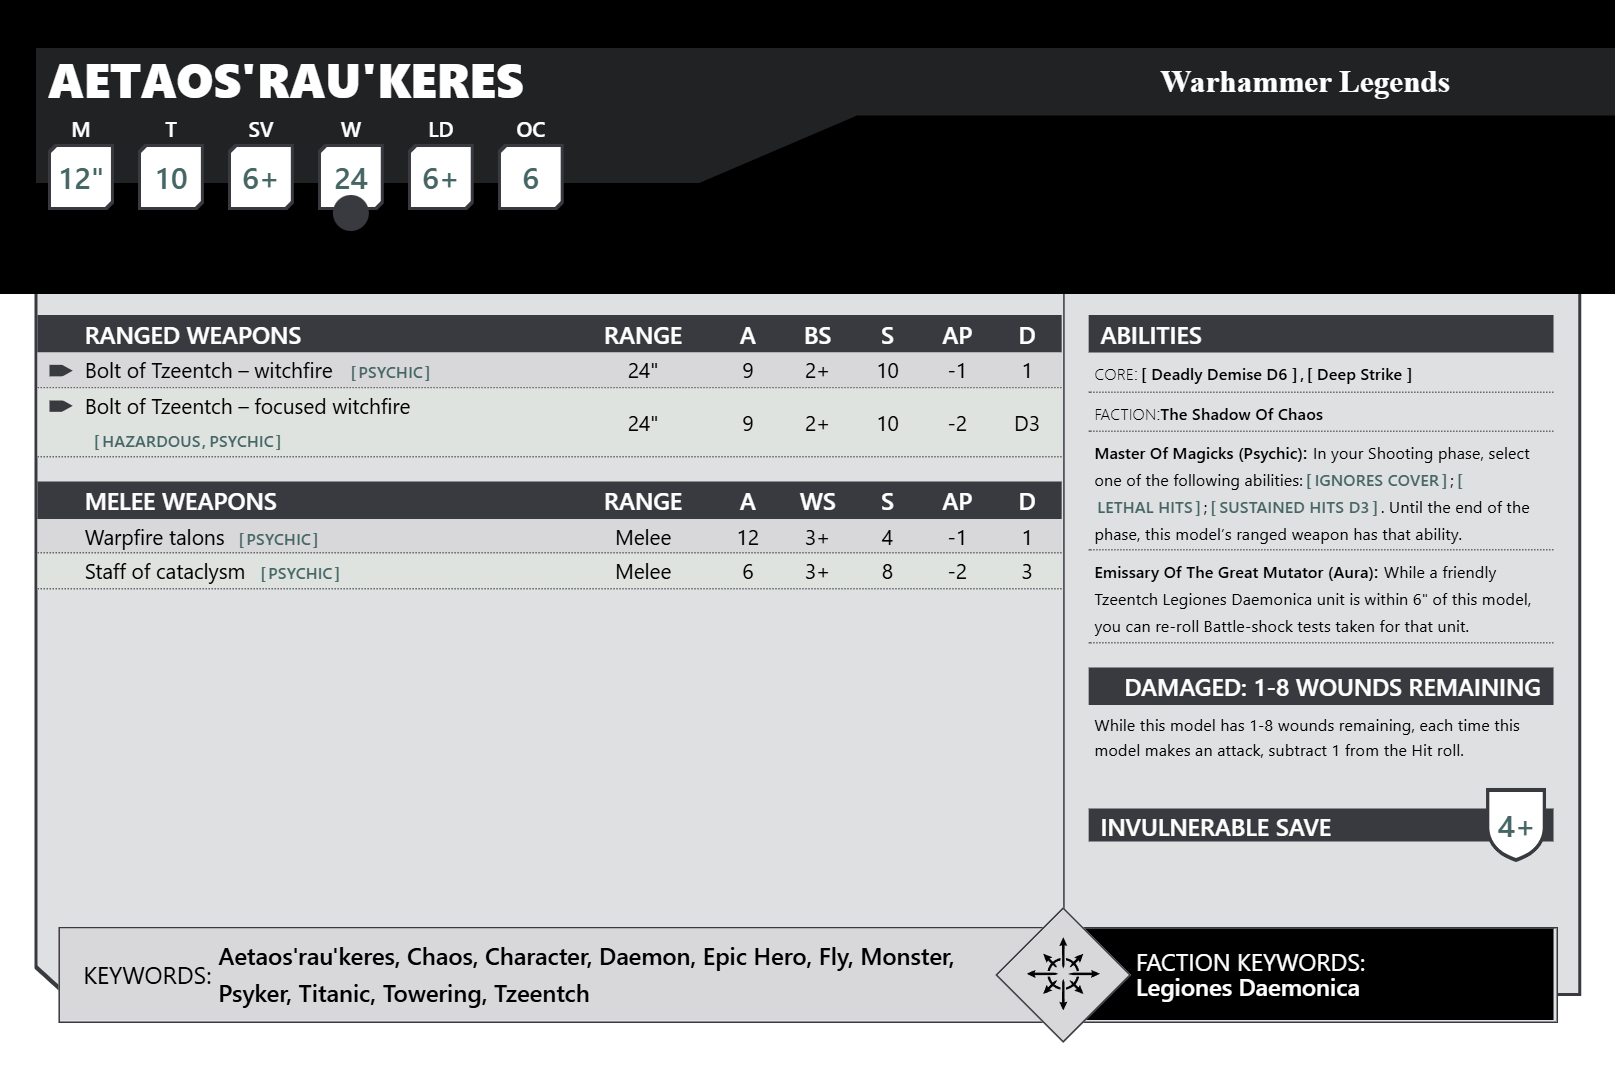 AETAOS'RAU'KERES
Warhammer Legends
M T SV W LD OC
12" 10 6+ 24 6+ 6
RANGED WEAPONS RANGE A BS S AP D
Bolt of Tzeentch – witchfire [PSYCHIC] 24" 9 2+ 10 -1 1
Bolt of Tzeentch – focused witchfire
[HAZARDOUS, PSYCHIC] 24" 9 2+ 10 -2 D3
MELEE WEAPONS RANGE A WS S AP D
Warpfire talons [PSYCHIC] Melee 12 3+ 4 -1 1
Staff of cataclysm [PSYCHIC] Melee 6 3+ 8 -2 3
ABILITIES
CORE: [ Deadly Demise D6 ] , [ Deep Strike ]
FACTION:The Shadow Of Chaos
Master Of Magicks (Psychic): In your Shooting phase, select
one of the following abilities: [ IGNORES COVER ] ; [
LETHAL HITS ] ; [ SUSTAINED HITS D3 ] . Until the end of the
phase, this model’s ranged weapon has that ability.
Emissary Of The Great Mutator (Aura): While a friendly
Tzeentch Legiones Daemonica unit is within 6" of this model,
you can re-roll Battle-shock tests taken for that unit.
DAMAGED: 1-8 WOUNDS REMAINING
While this model has 1-8 wounds remaining, each time this
model makes an attack, subtract 1 from the Hit roll.
INVULNERABLE SAVE 4+
KEYWORDS: Aetaos'rau'keres, Chaos, Character, Daemon, Epic Hero, Fly, Monster,
Psyker, Titanic, Towering, Tzeentch
FACTION KEYWORDS:
Legiones Daemonica